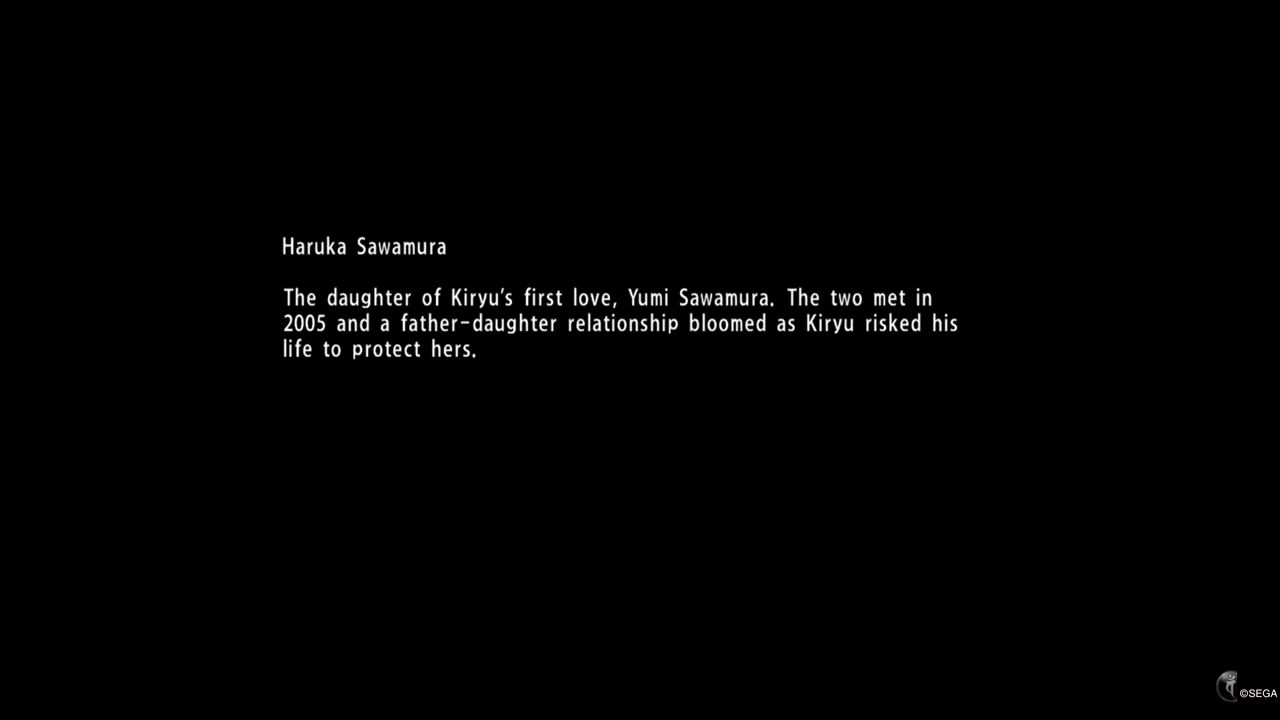 Haruka Sawamura
The daughter of Kiryu's first love, Yumi Sawamura. The two met in
2005 and a father-daughter relationship bloomed as Kiryu risked his
life to protect hers.
©SEGA